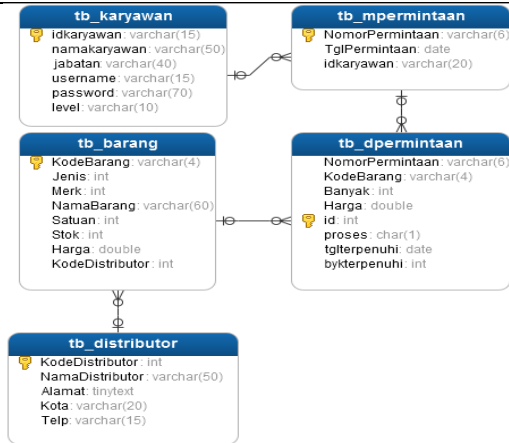 tb_karyawan
idkaryawan: varchar(15)
namakaryawan: varchar(50)
jabatan: varchar(40)
username: varchar(15)
password: varchar(70)
level: varchar(10)
tb_mpermintaan
NomorPermintaan: varchar(6)
TglPermintaan: date
idkaryawan: varchar(20)
tb_barang
KodeBarang: varchar(4)
Jenis: int
Merk: int
NamaBarang: varchar(60)
Satuan: int
Stok: int
Harga: double
KodeDistributor: int
tb_dpermintaan
NomorPermintaan: varchar(6)
KodeBarang: varchar(4)
Banyak: int
Harga: double
id: int
proses: char(1)
tglterpenuhi: date
bykterpenuhi: int
tb_distributor
KodeDistributor: int
NamaDistributor: varchar(50)
Alamat: tinytext
Kota: varchar(20)
Telp: varchar(15)